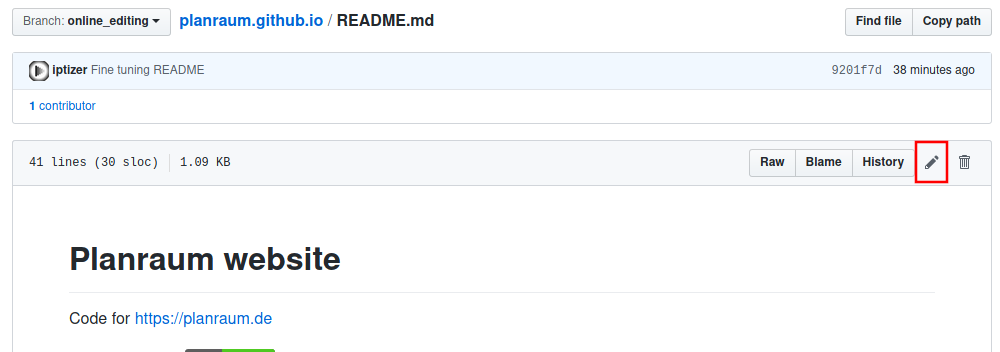 Branch: online_editing planraum.github.io / README.md Find file Copy path
iptizer Fine tuning README 9201f7d 38 minutes ago
1 contributor
41 lines (30 sloc) 1.09 KB Raw Blame History
Planraum website
Code for https://planraum.de